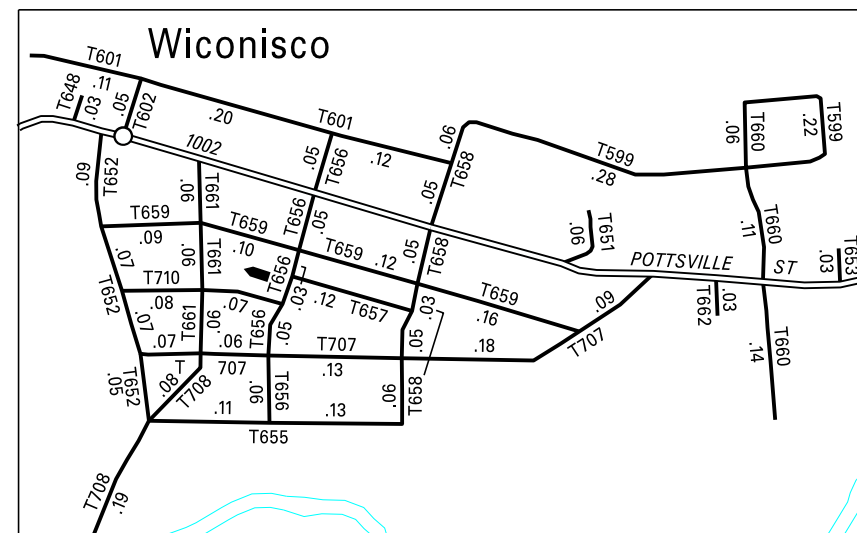 Wiconisco
T601
.11
T648
.03
.05
T602
.20
T601
.12
.06
T658
T599
.28
T660
.06
.22
T599
1002
.05
T656
.05
.09
T652
.06
T661
T656
.05
T659
.09
T659
.10
T659
.12
.05
T658
T651
.06
T660
.11
POTTSVILLE ST
T653
.03
.07
T652
.06
T661
T710
.08
.07
T656
.03
.12
T657
.03
T659
.16
.09
T707
.03
T662
T660
.14
.07
.07
T661
.06
.06
T656
.05
T707
.13
.05
.18
T 707
T658
T652
.05
.08
T708
.11
.06
T656
.13
.06
T655
T708
.19